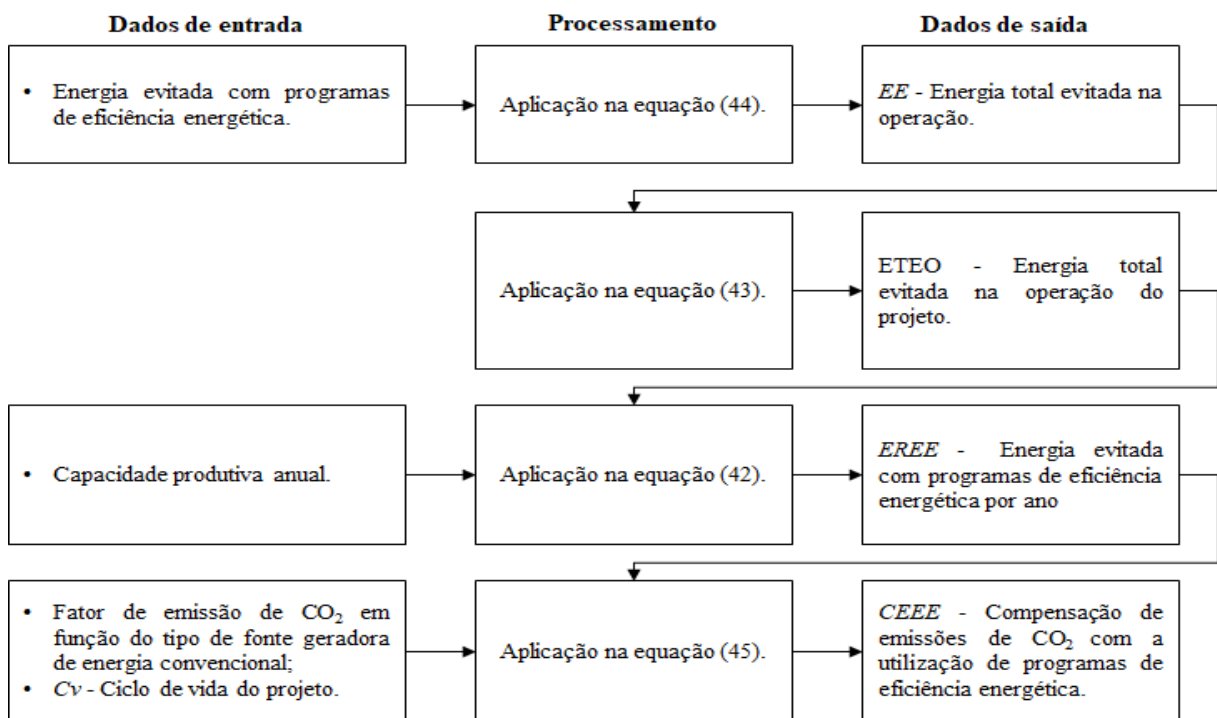 Dados de entrada
Processamento
Dados de saída
• Energia evitada com programas
de eficiência energética.
Aplicação na equação (44).
EE - Energia total evitada na
operação.
Aplicação na equação (43).
ETEO - Energia total
evitada na operação do
projeto.
• Capacidade produtiva anual.
Aplicação na equação (42).
EREE - Energia evitada
com programas de eficiência
energética por ano
• Fator de emissão de CO₂ em
função do tipo de fonte geradora
de energia convencional;
• Cv - Ciclo de vida do projeto.
Aplicação na equação (45).
CEEE - Compensação de
emissões de CO₂ com a
utilização de programas de
eficiência energética.